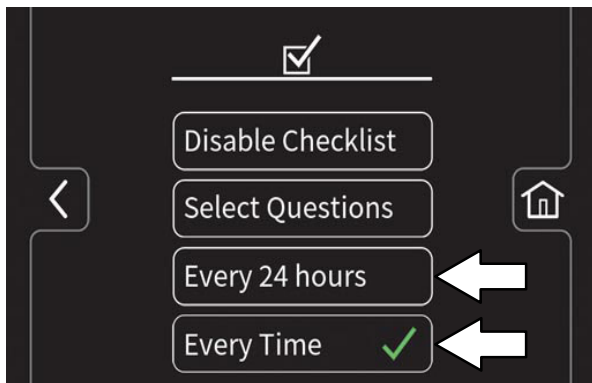 Disable Checklist
Select Questions
Every 24 hours
Every Time